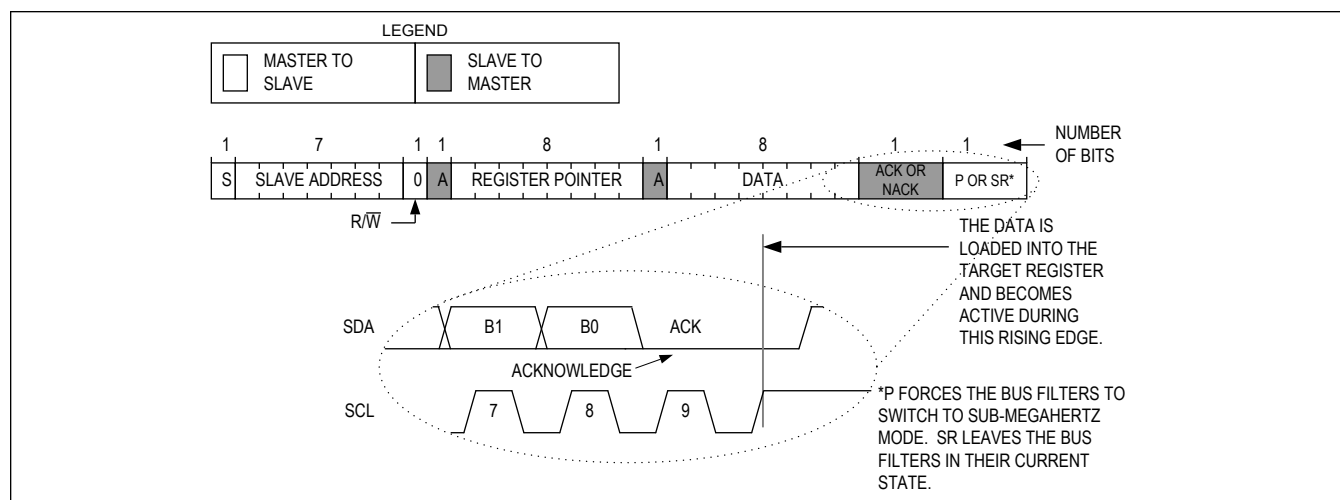 LEGEND
MASTER TO
SLAVE
SLAVE TO
MASTER
1 7 1 1 8 1 8 1 1
NUMBER
OF BITS
S SLAVE ADDRESS 0 A REGISTER POINTER A DATA ACK OR
NACK P OR SR*
R/W̅
THE DATA IS
LOADED INTO THE
TARGET REGISTER
AND BECOMES
ACTIVE DURING
THIS RISING EDGE.
SDA B1 B0 ACK
ACKNOWLEDGE
SCL 7 8 9
*P FORCES THE BUS FILTERS TO
SWITCH TO SUB-MEGAHERTZ
MODE. SR LEAVES THE BUS
FILTERS IN THEIR CURRENT
STATE.